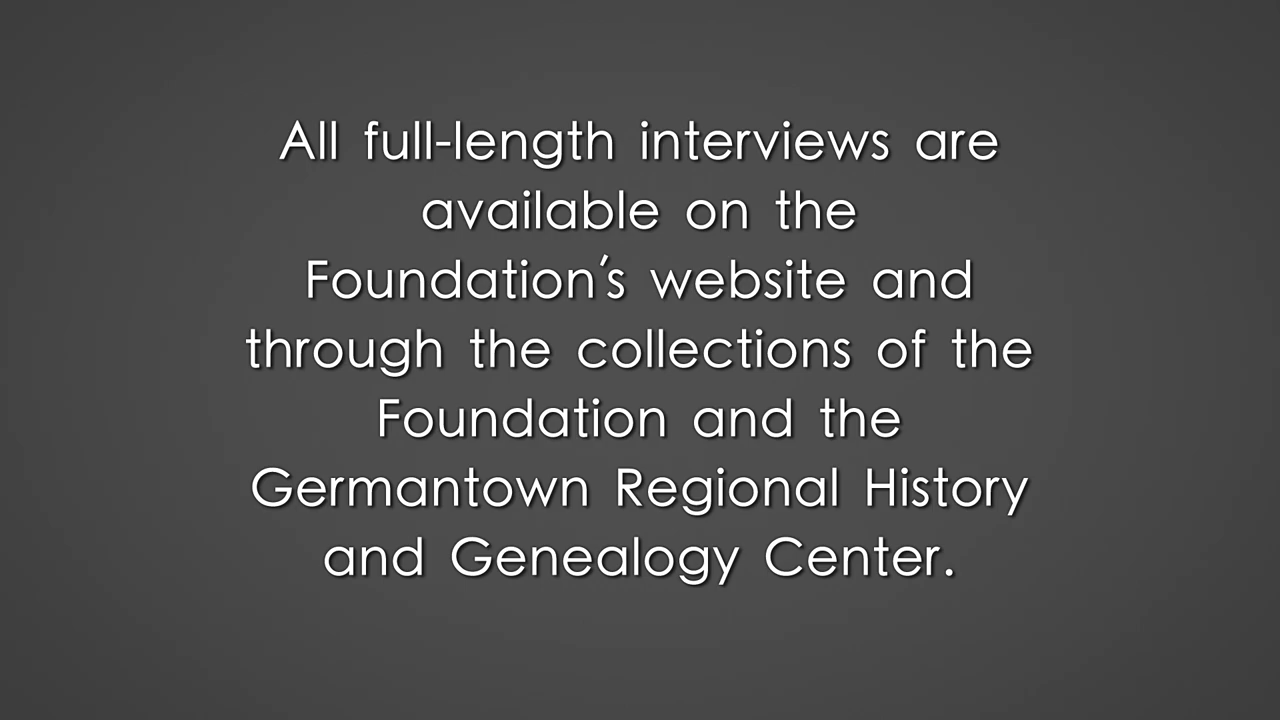 All full-length interviews are
available on the
Foundation's website and
through the collections of the
Foundation and the
Germantown Regional History
and Genealogy Center.